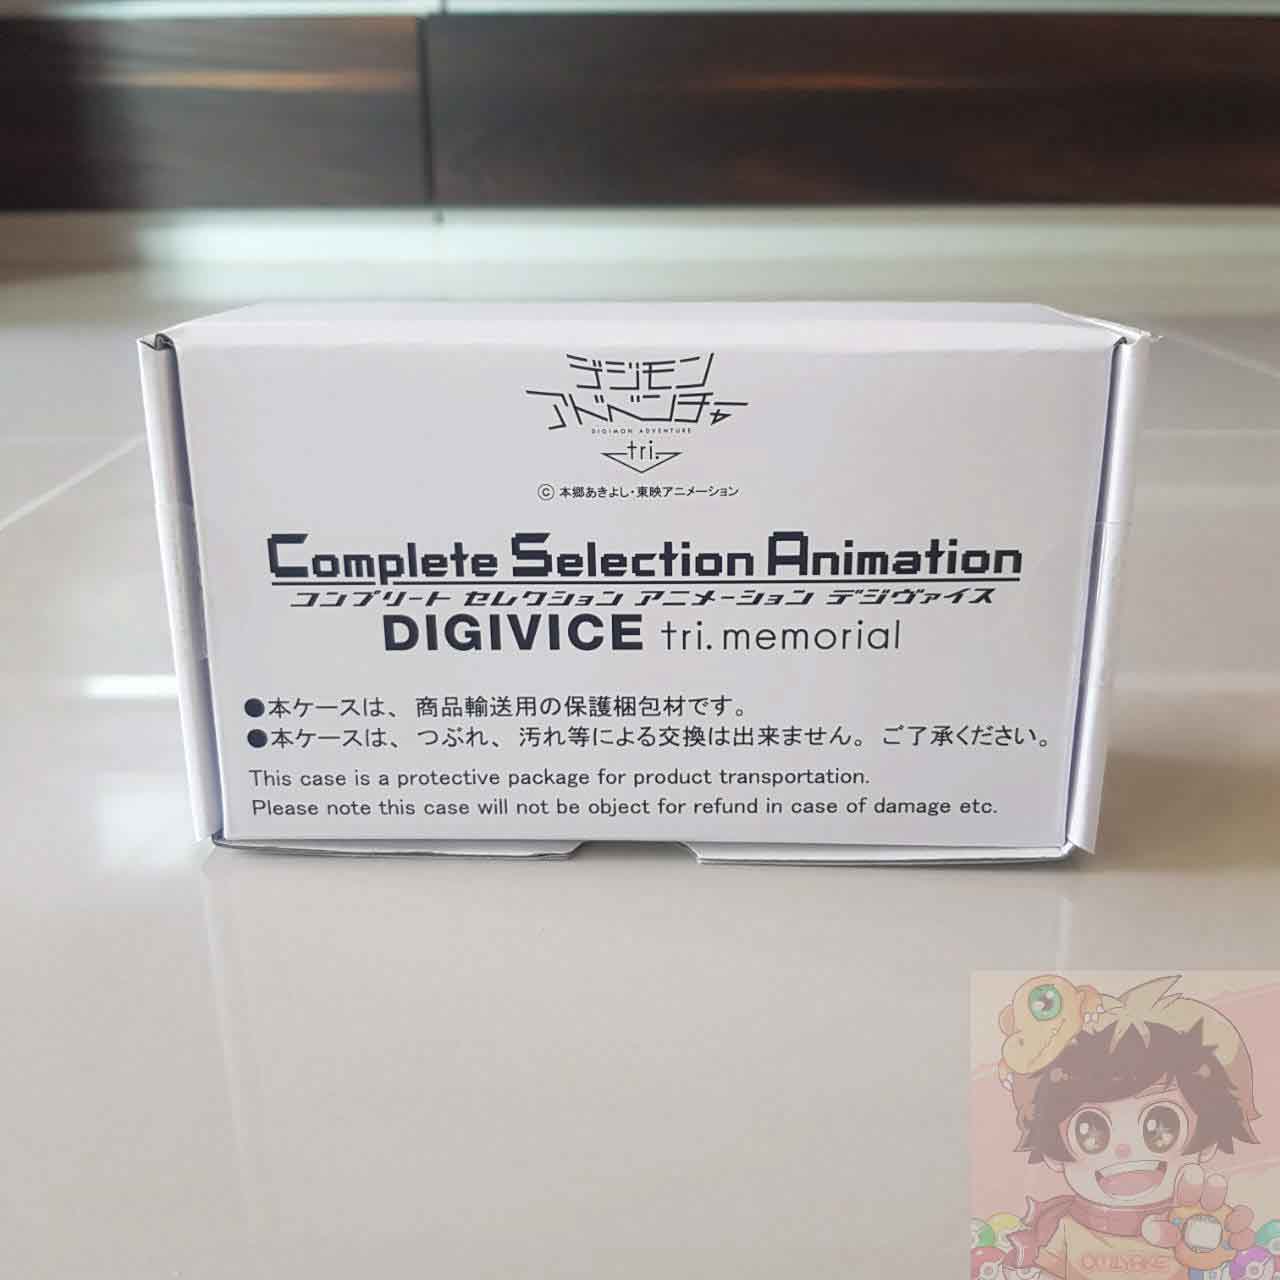 デジモン
アドベンチャー
DIGIMON ADVENTURE
tri.
© 本郷あきよし・東映アニメーション
Complete Selection Animation
コンプリート セレクション アニメーション デジヴァイス
DIGIVICE tri.memorial
●本ケースは、商品輸送用の保護梱包材です。
●本ケースは、つぶれ、汚れ等による交換は出来ません。ご了承ください。
This case is a protective package for product transportation.
Please note this case will not be object for refund in case of damage etc.